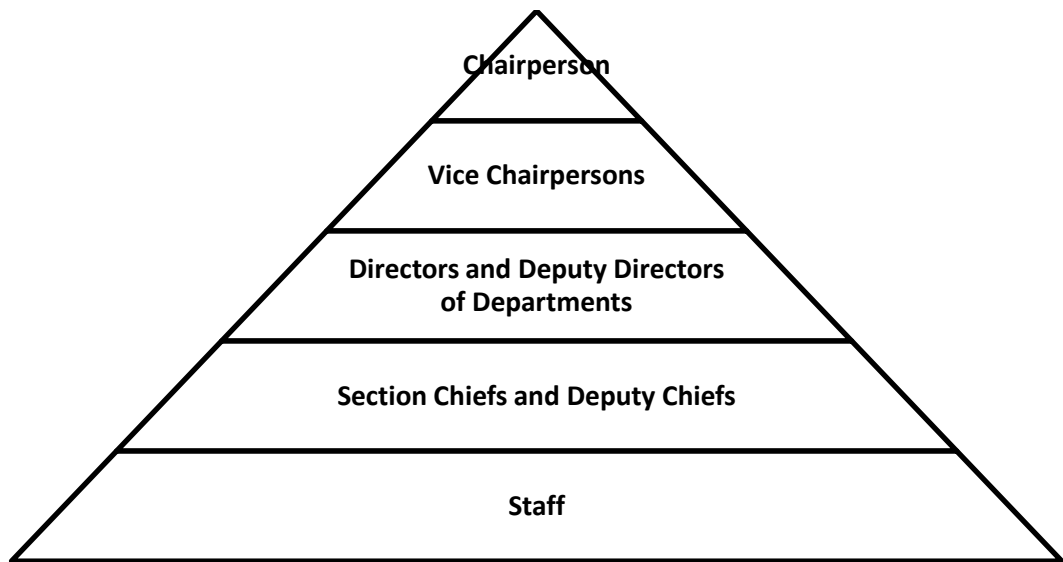 Chairperson
Vice Chairpersons
Directors and Deputy Directors
of Departments
Section Chiefs and Deputy Chiefs
Staff